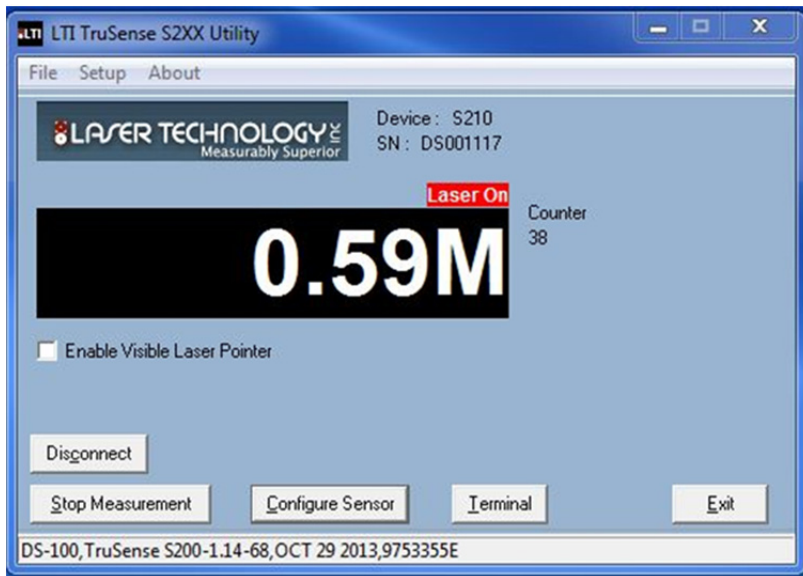 LTI LTI TruSense S2XX Utility
File Setup About
LASER TECHNOLOGY INC
Measurably Superior
Device : S210
SN : DS001117
Laser On
0.59M
Counter
38
Enable Visible Laser Pointer
Disconnect
Stop Measurement Configure Sensor Terminal Exit
DS-100,TruSense S200-1.14-68,OCT 29 2013,9753355E